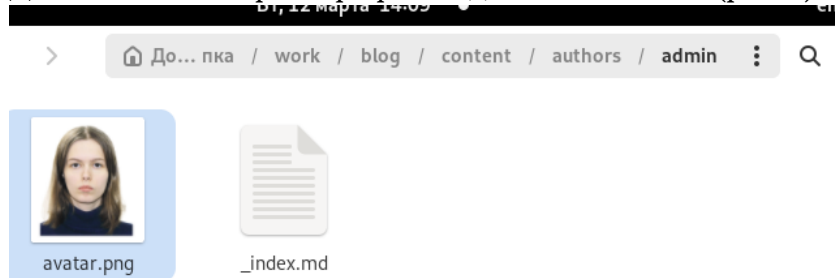 Вт, 12 марта 14:09
До... пка / work / blog / content / authors / admin
avatar.png
_index.md